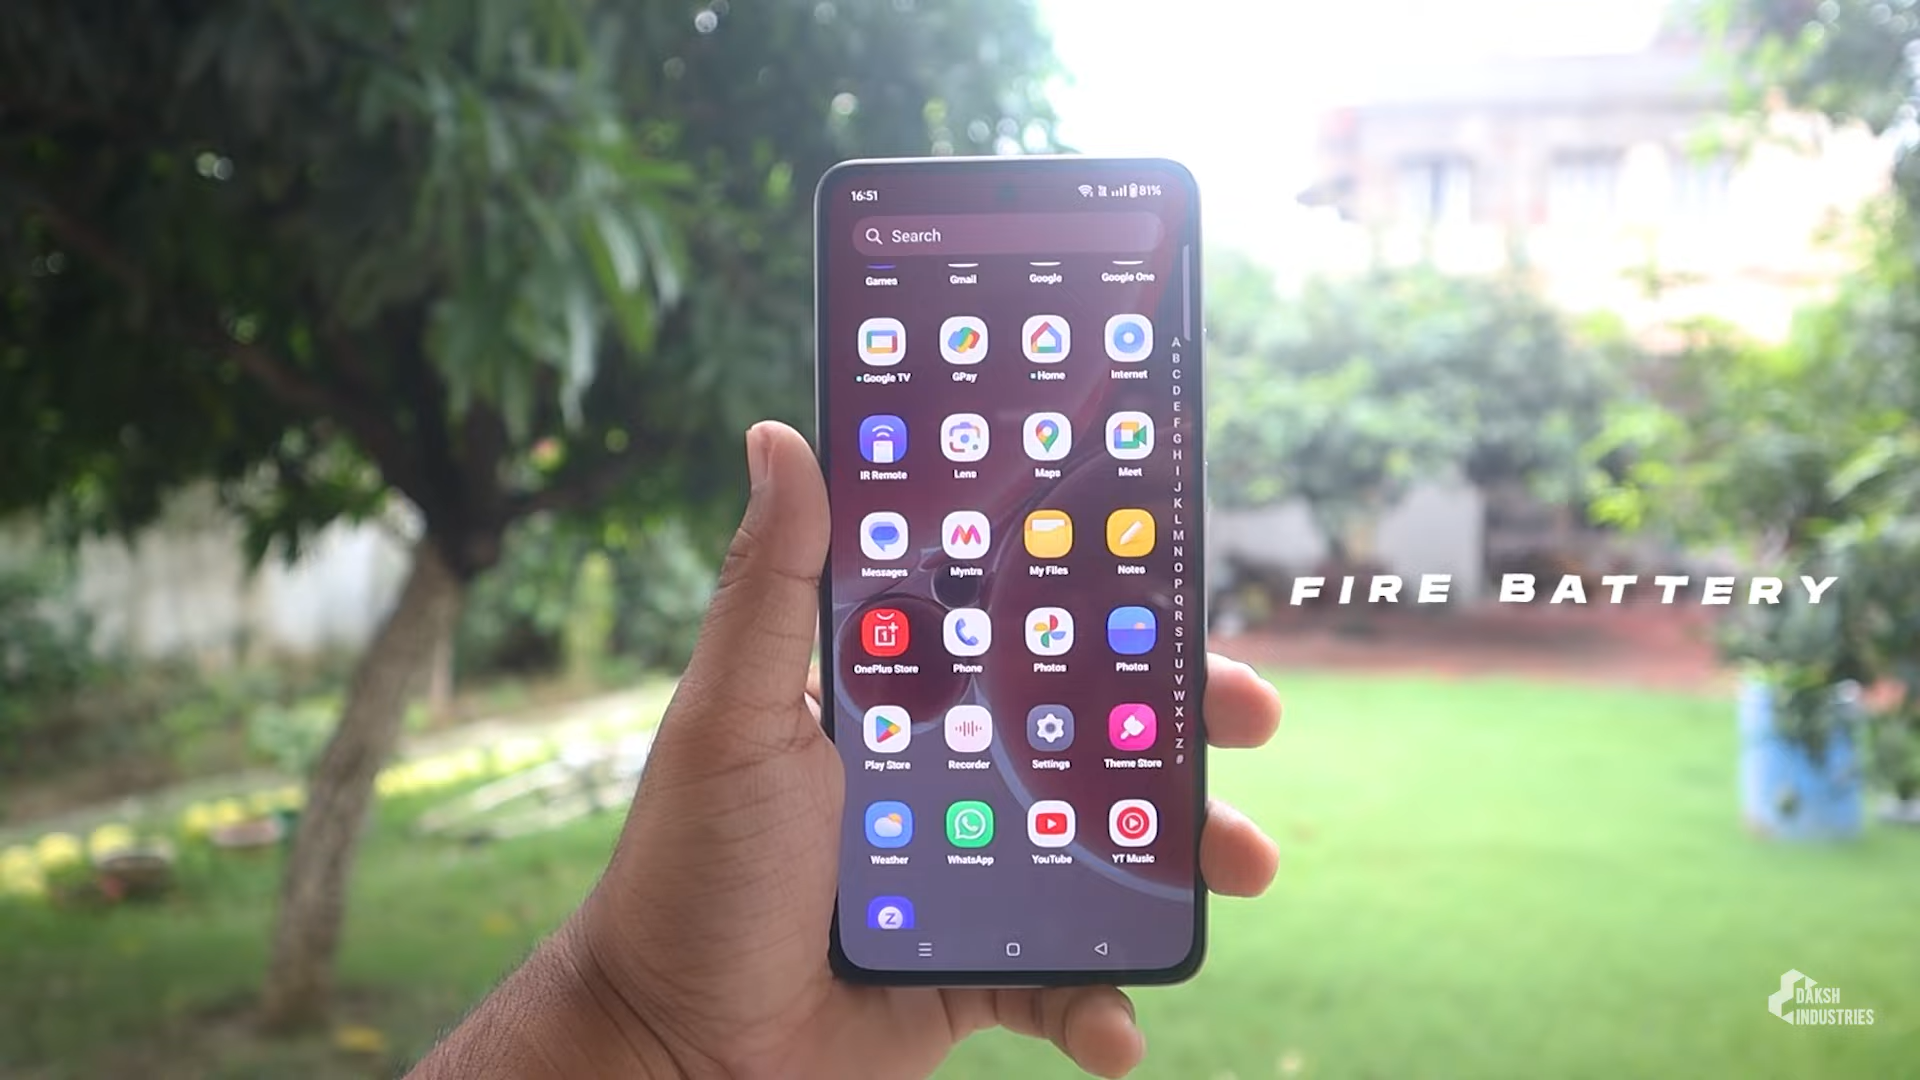 16:51
81%
Search
Games Gmail Google Google One
Google TV GPay Home Internet
IR Remote Lens Maps Meet
Messages Myntra My Files Notes
OnePlus Store Phone Photos Photos
Play Store Recorder Settings Theme Store
Weather WhatsApp YouTube YT Music
Z
A
B
C
D
E
F
G
H
I
J
K
L
M
N
O
P
Q
R
S
T
U
V
W
X
Y
Z
#
FIRE BATTERY
DAKSH
INDUSTRIES